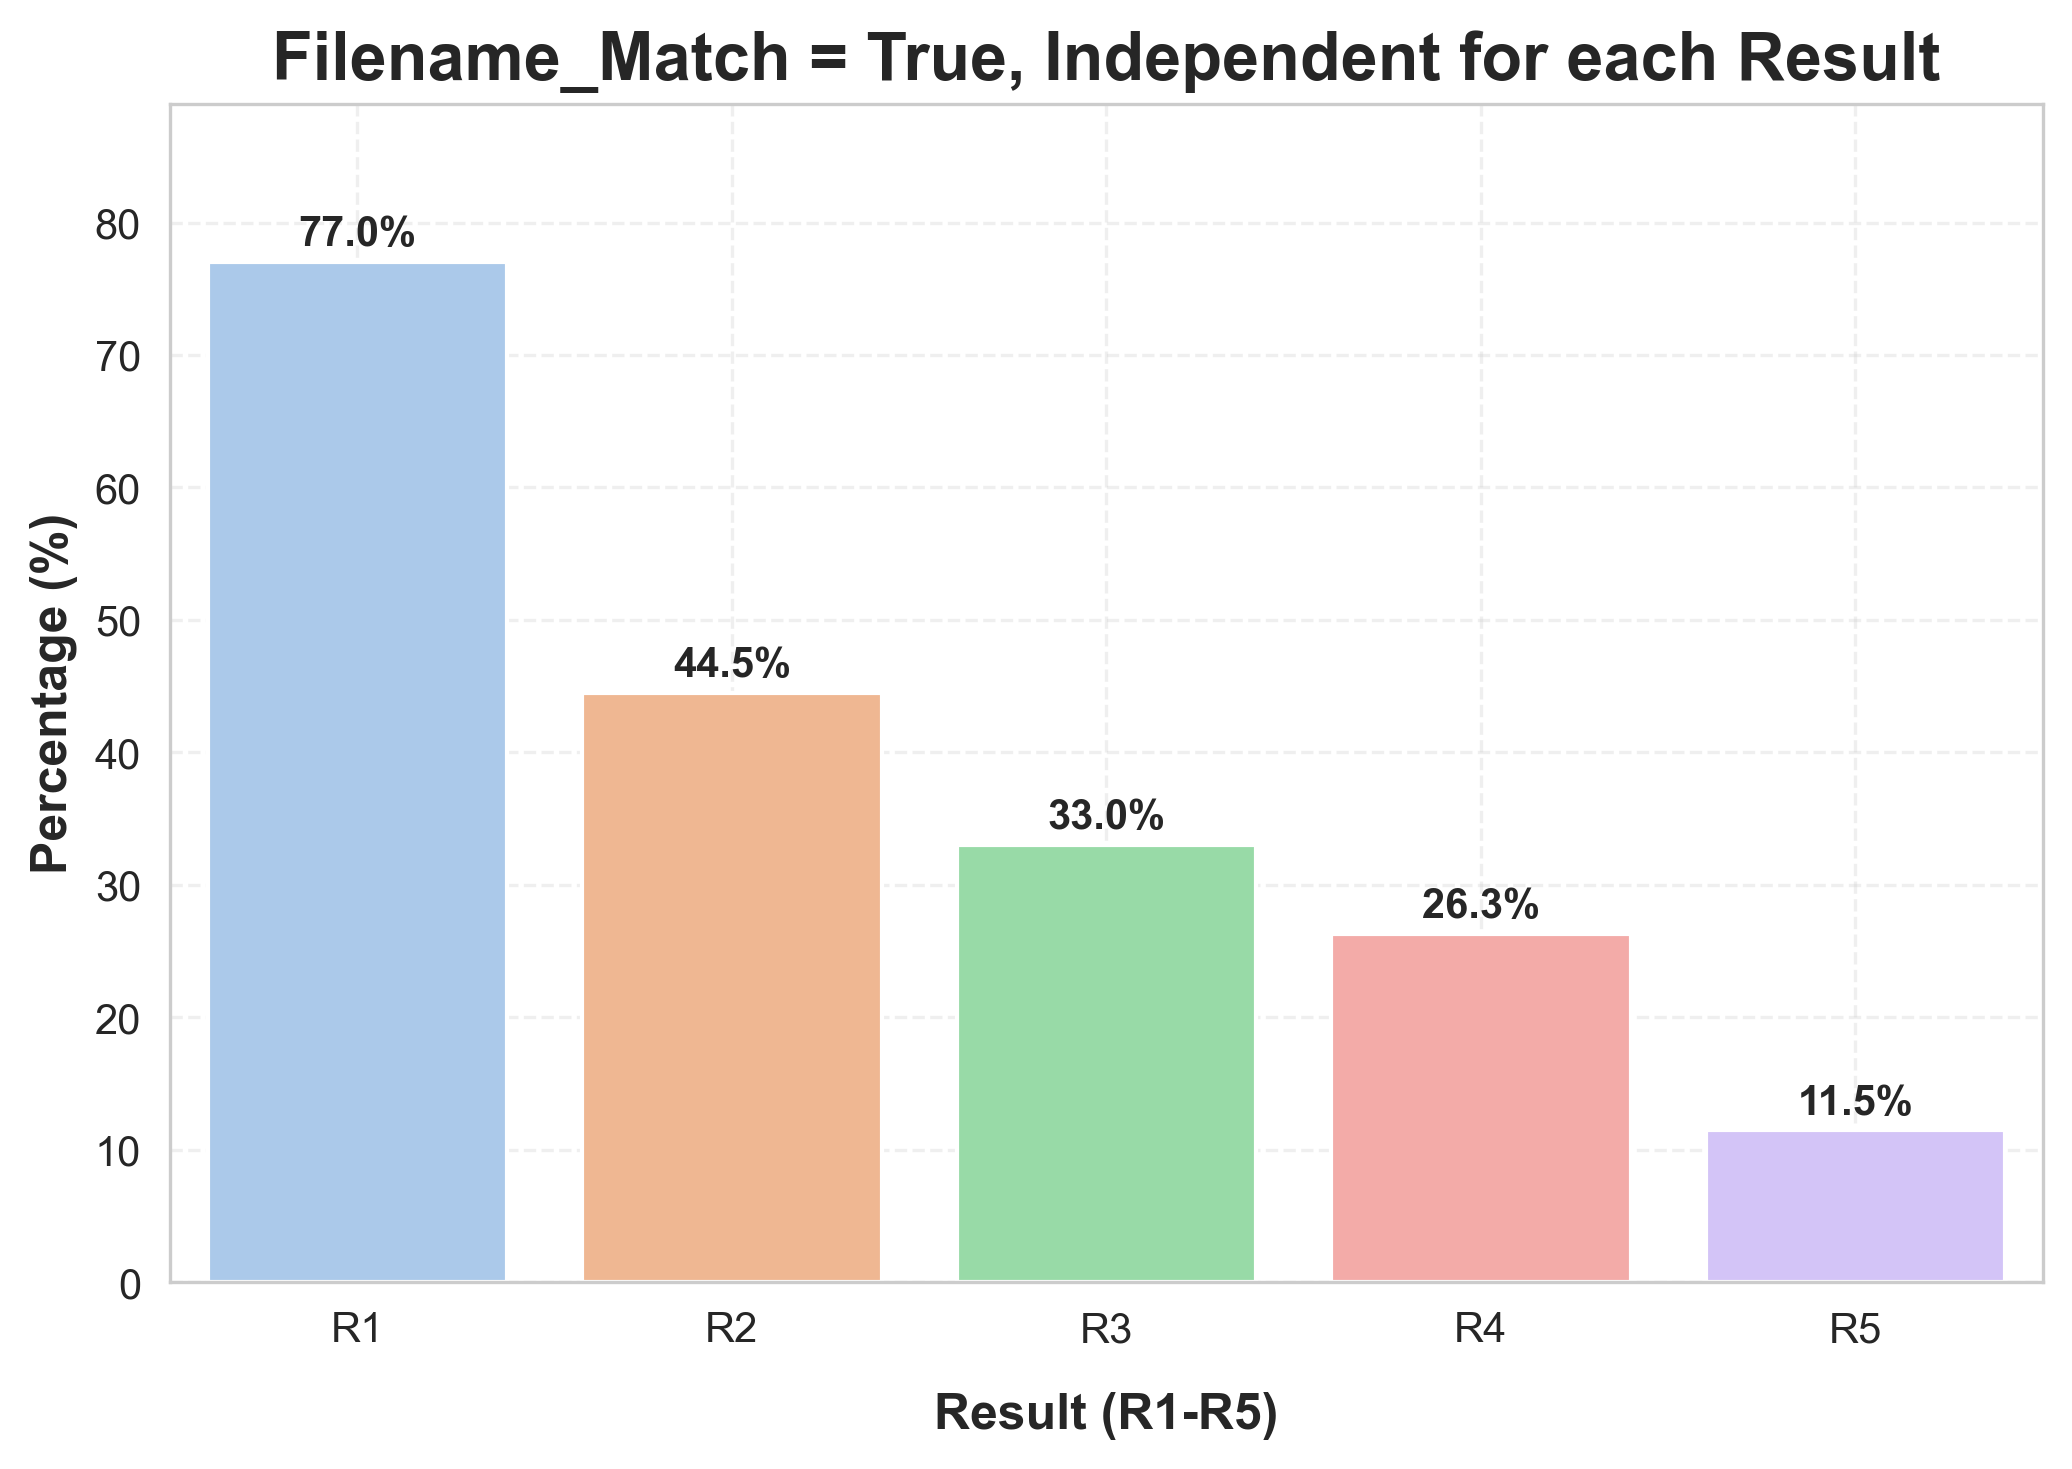 Filename_Match = True, Independent for each Result
Percentage (%)
80
70
60
50
40
30
20
10
0
77.0%
44.5%
33.0%
26.3%
11.5%
R1
R2
R3
R4
R5
Result (R1-R5)